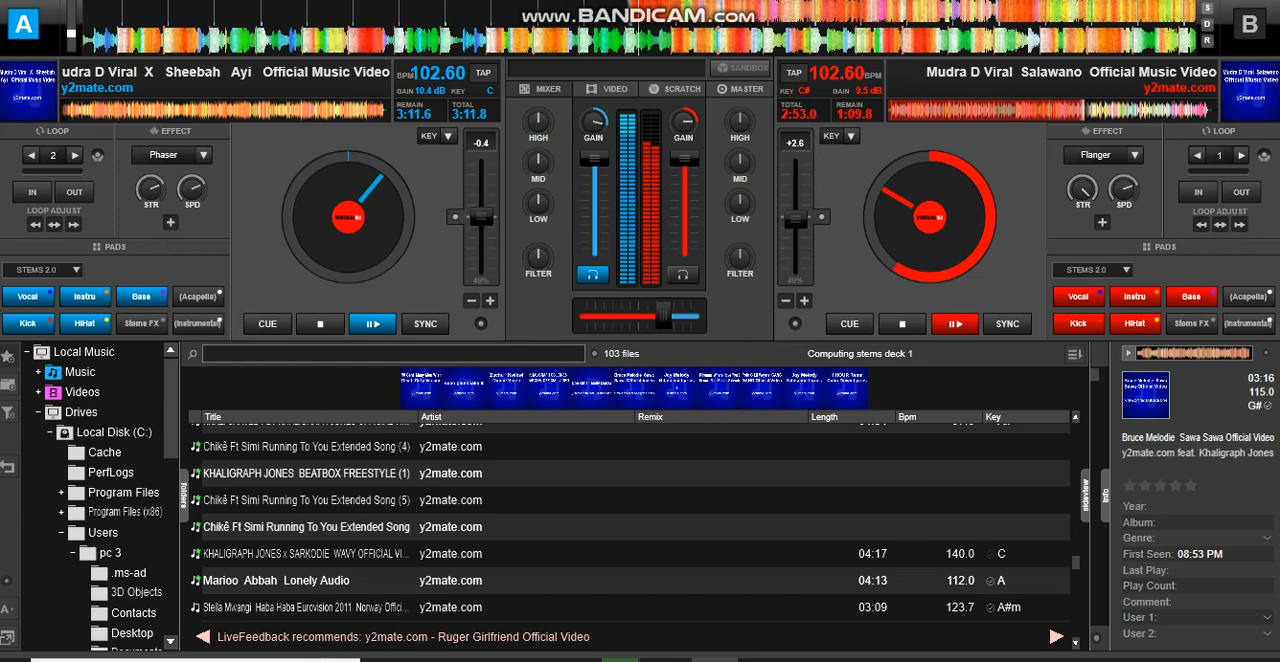 A
www.BANDICAM.com
S
D
R
B
udra D Viral X Sheebah Ayi Official Music Video
y2mate.com
BPM 102.60 TAP
GAIN 10.4 dB KEY C
REMAIN TOTAL
3:11.6 3:11.8
SANDBOX
TAP 102.60 BPM
KEY C# GAIN 9.5 dB
TOTAL REMAIN
2:53.0 1:09.8
Mudra D Viral Salawano Official Music Video
y2mate.com
MIXER VIDEO SCRATCH MASTER
LOOP EFFECT
2 Phaser
IN OUT STR SPD
LOOP ADJUST
PADS
STEMS 2.0
Vocal Instru Bass (Acapella)
Kick HiHat Stems FX (Instrumental)
KEY
-0.4
49%
CUE SYNC
HIGH GAIN GAIN HIGH
MID MID
LOW LOW
FILTER FILTER
KEY
+2.6
49%
VIRTUALDJ
VIRTUALDJ
CUE SYNC
EFFECT LOOP
Flanger 1
STR SPD IN OUT
LOOP ADJUST
PADS
STEMS 2.0
Vocal Instru Bass (Acapella)
Kick HiHat Stems FX (Instrumental)
Local Music
Music
Videos
Drives
Local Disk (C:)
Cache
PerfLogs
Program Files
Program Files (x86)
Users
pc 3
.ms-ad
3D Objects
Contacts
Desktop
folders
103 files Computing stems deck 1
Title Artist Remix Length Bpm Key
Chikê Ft Simi Running To You Extended Song (4) y2mate.com
KHALIGRAPH JONES BEATBOX FREESTYLE (1) y2mate.com
Chikê Ft Simi Running To You Extended Song (5) y2mate.com
Chikê Ft Simi Running To You Extended Song y2mate.com
KHALIGRAPH JONES x SARKODIE WAVY OFFICIAL VI... y2mate.com 04:17 140.0 C
Marioo Abbah Lonely Audio y2mate.com 04:13 112.0 A
Stella Mwangi Haba Haba Eurovision 2011 Norway Offici... y2mate.com 03:09 123.7 A#m
LiveFeedback recommends: y2mate.com - Ruger Girlfriend Official Video
sideview
info
03:16
115.0
G#
Bruce Melodie Sawa Sawa Official Video
y2mate.com feat. Khaligraph Jones
Year:
Album:
Genre:
First Seen: 08:53 PM
Last Play:
Play Count:
Comment:
User 1:
User 2: